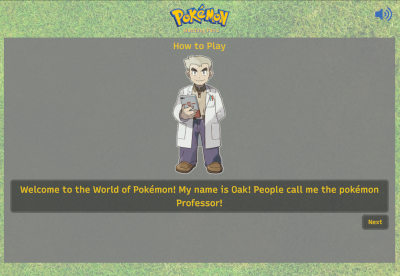 POKéMON
How to Play
Welcome to the World of Pokémon! My name is Oak! People call me the pokémon
Professor!
Next